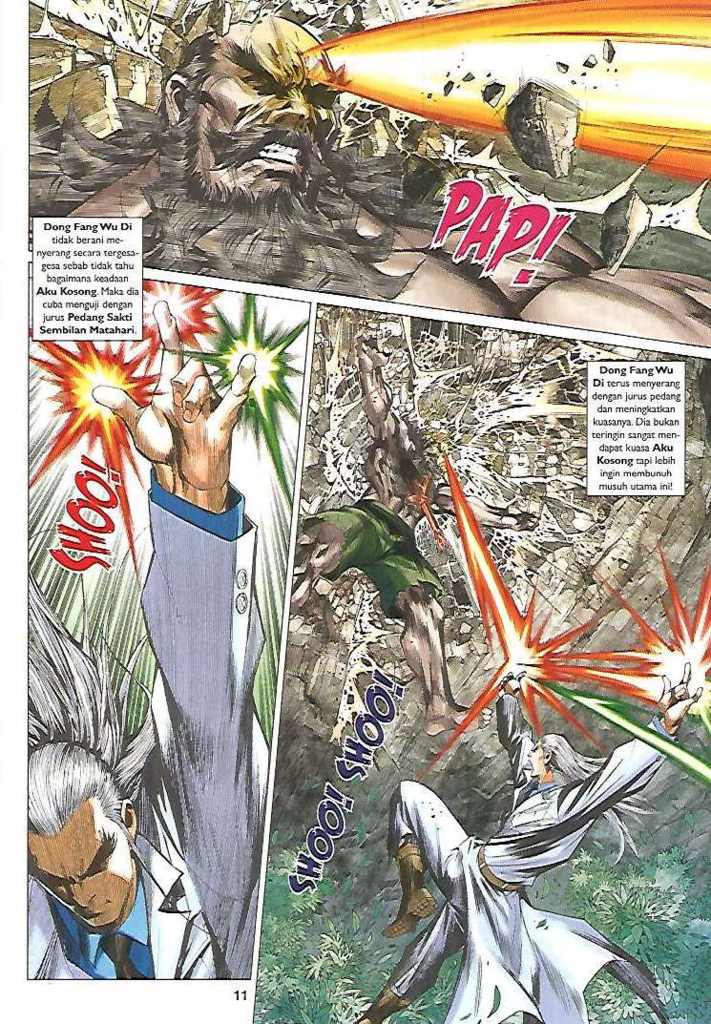 PAP!
Dong Fang Wu Di
tidak berani me-
nyerang secara tergesa-
gesa sebab tidak tahu
bagaimana keadaan
Aku Kosong. Maka dia
cuba menguji dengan
jurus Pedang Sakti
Sembilan Matahari.
SHOO!
Dong Fang Wu
Di terus menyerang
dengan jurus pedang
dan meningkatkan
kuasanya. Dia bukan
teringin sangat men-
dapat kuasa Aku
Kosong tapi lebih
ingin membunuh
musuh utama ini!
SHOO! SHOO!
11